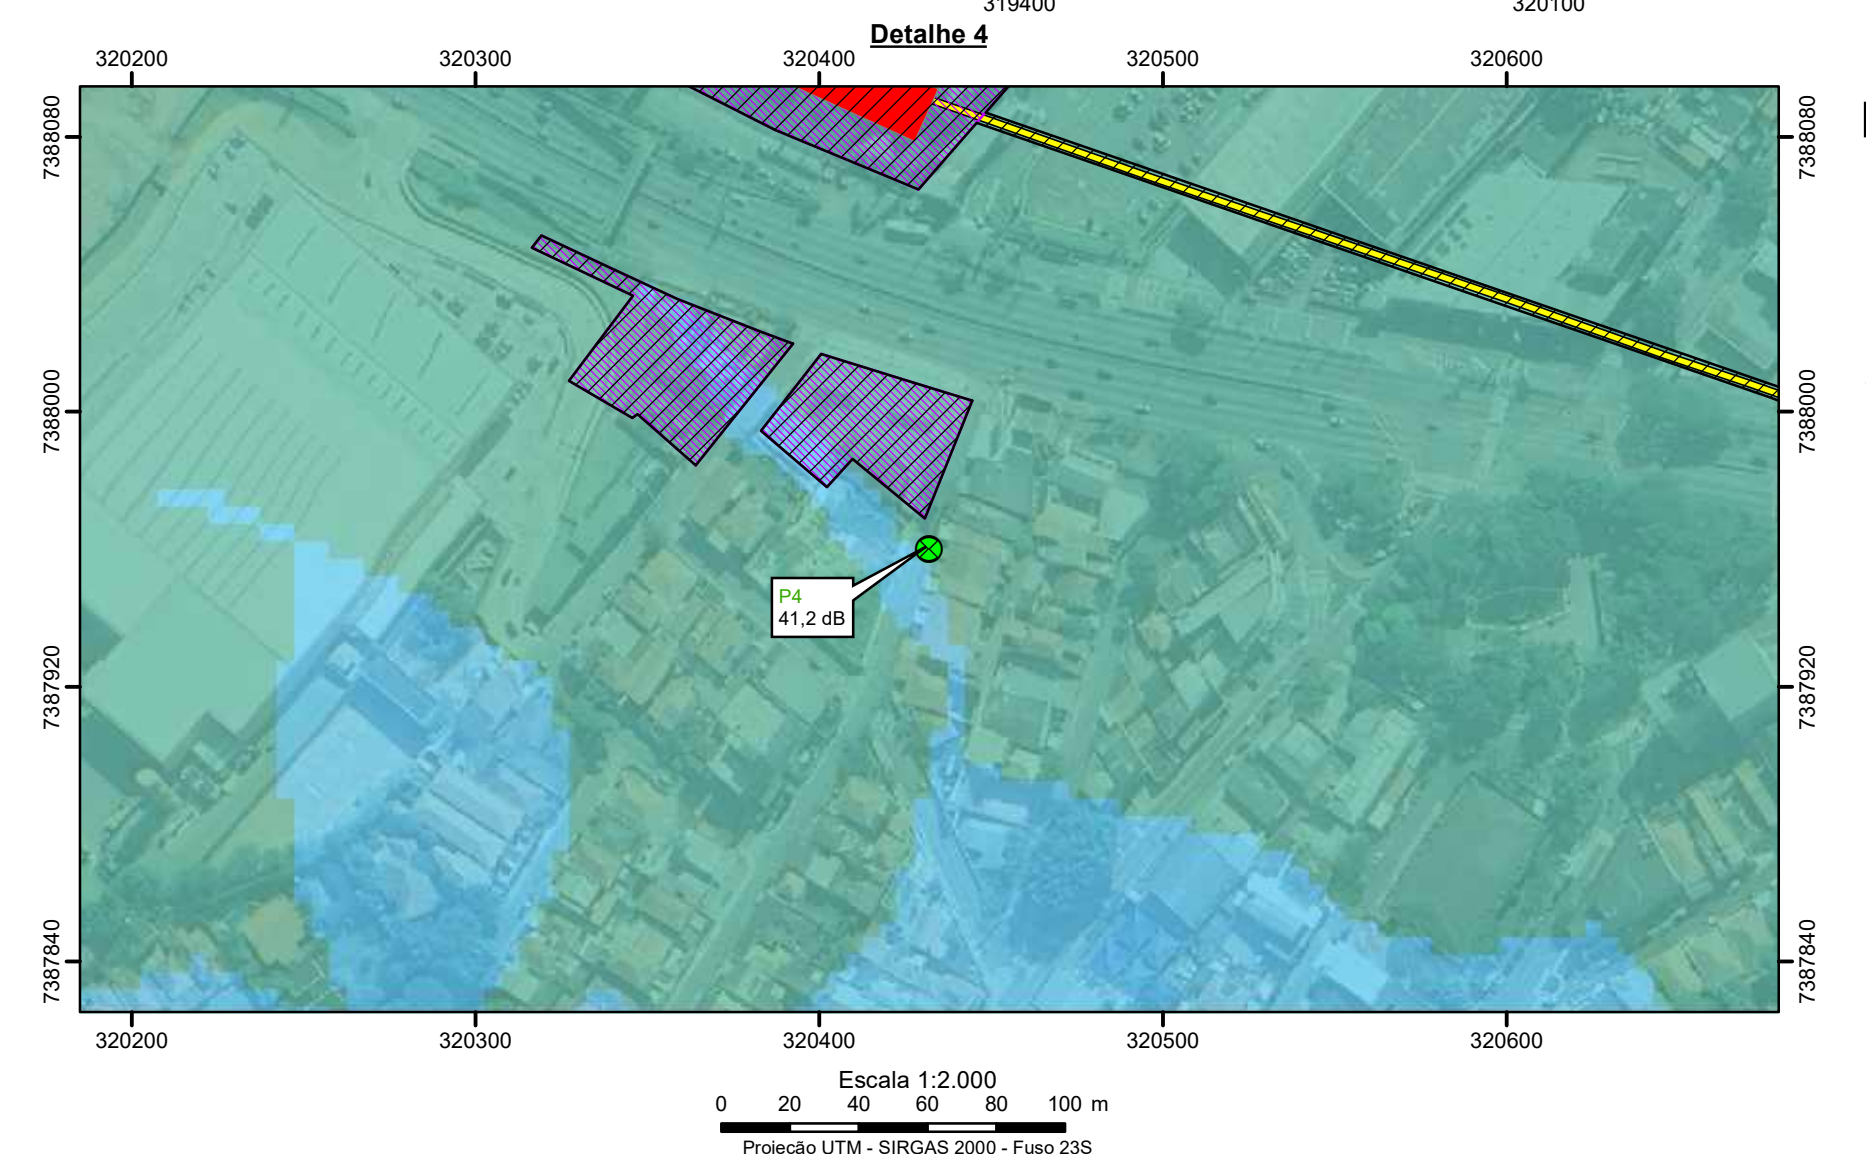 319400 320100
Detalhe 4
320200 320300 320400 320500 320600
7388080 7388080
7388000 7388000
P4
41,2 dB
7387920 7387920
7387840 7387840
320200 320300 320400 320500 320600
Escala 1:2.000
0 20 40 60 80 100 m
Projeção UTM - SIRGAS 2000 - Fuso 23S